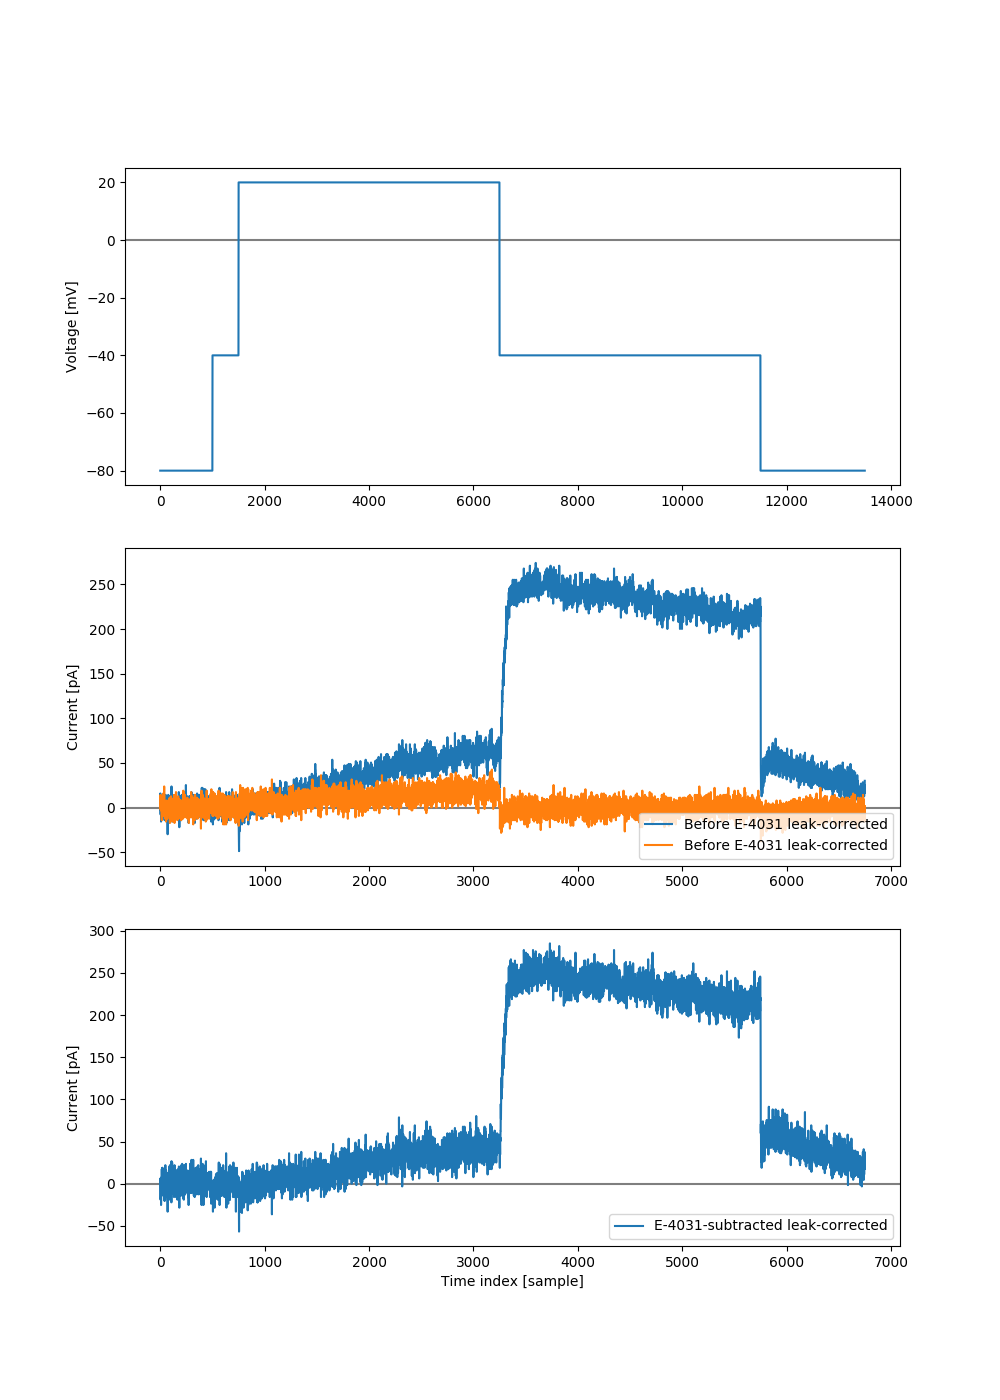 20
0
−20
−40
−60
−80
Voltage [mV]
0 2000 4000 6000 8000 10000 12000 14000
250
200
150
100
50
0
−50
Current [pA]
Before E-4031 leak-corrected
Before E-4031 leak-corrected
0 1000 2000 3000 4000 5000 6000 7000
300
250
200
150
100
50
0
−50
Current [pA]
E-4031-subtracted leak-corrected
0 1000 2000 3000 4000 5000 6000 7000
Time index [sample]